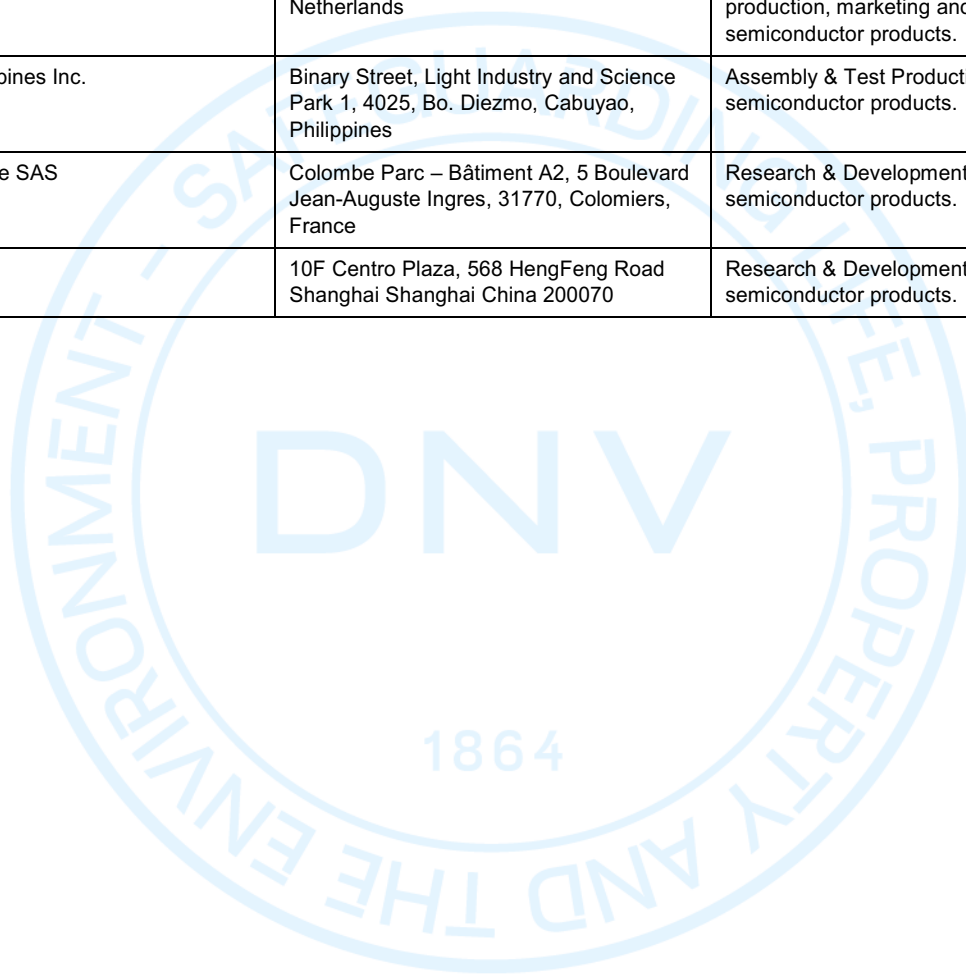 Netherlands
production, marketing and
semiconductor products.
pines Inc.
Binary Street, Light Industry and Science
Park 1, 4025, Bo. Diezmo, Cabuyao,
Philippines
Assembly & Test Product
semiconductor products.
e SAS
Colombe Parc – Bâtiment A2, 5 Boulevard
Jean-Auguste Ingres, 31770, Colomiers,
France
Research & Development
semiconductor products.
10F Centro Plaza, 568 HengFeng Road
Shanghai Shanghai China 200070
Research & Development
semiconductor products.
SAFEGUARDING LIFE, PROPERTY AND THE ENVIRONMENT –
DNV
1864